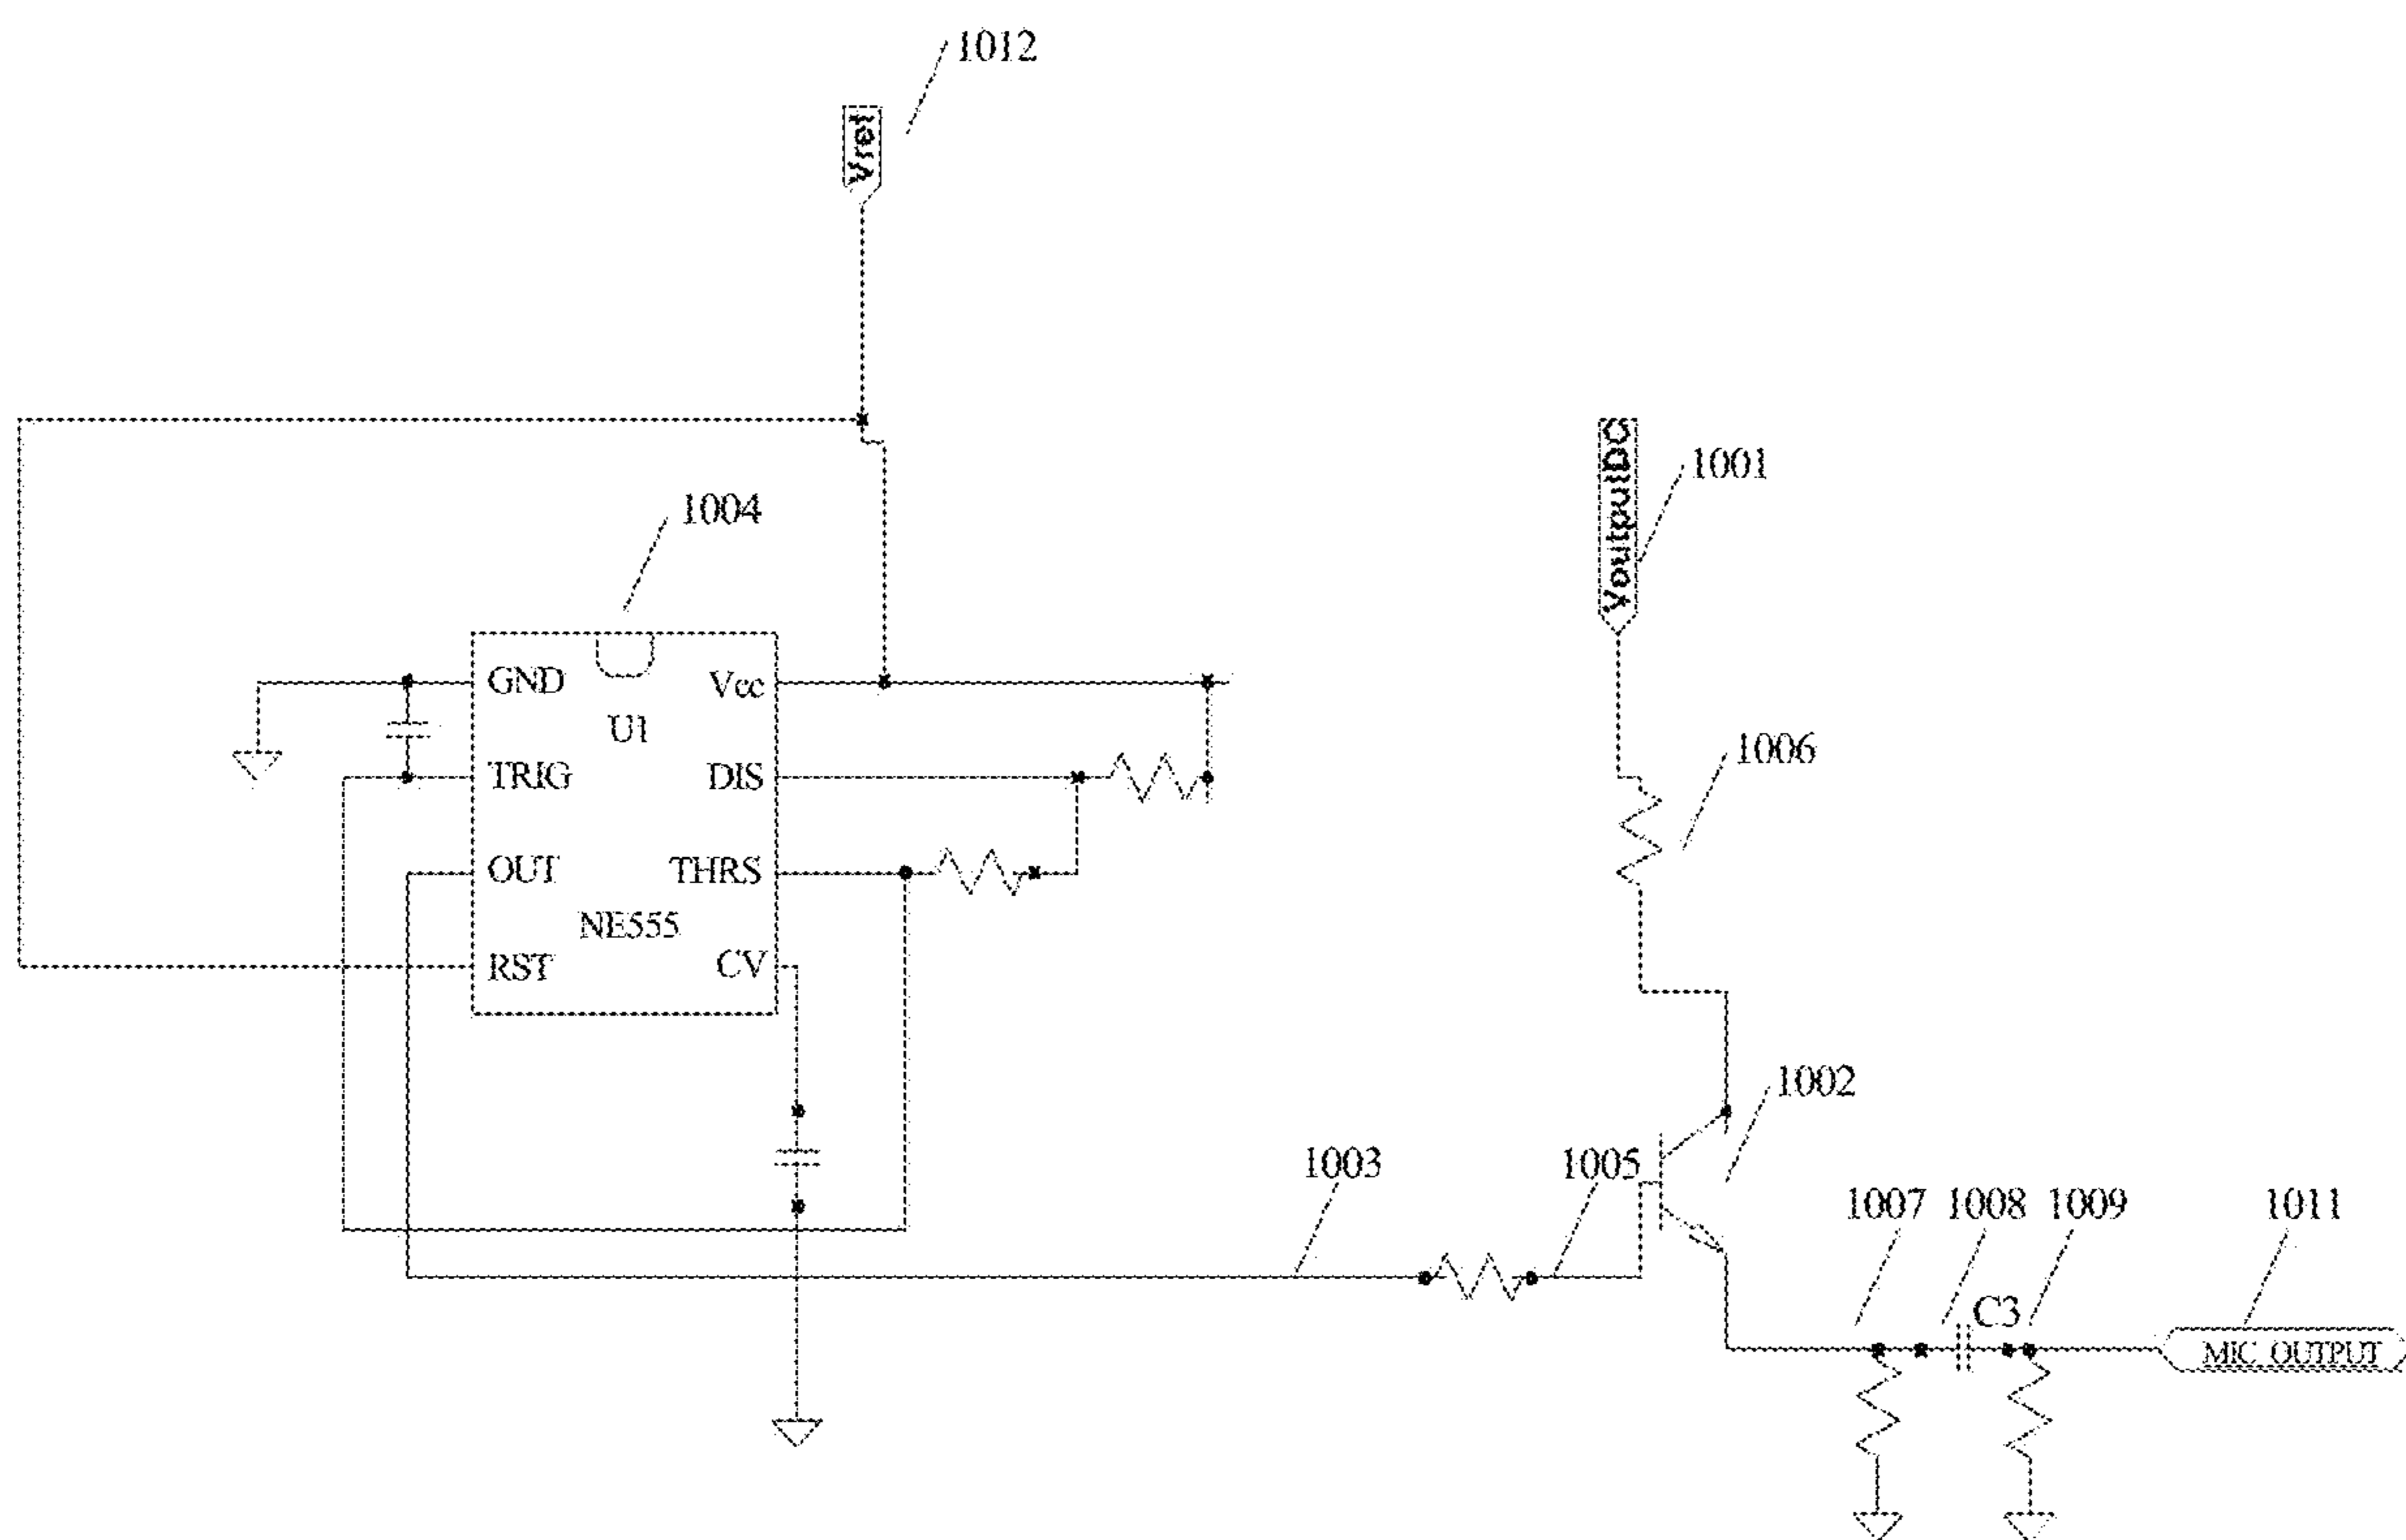 1012
Vref
1001
VoutputDC
1004
GND
Vcc
U1
1006
TRIG
DIS
OUT
THRS
NE555
RST
CV
1002
1003
1005
1007
1008
1009
1011
C3
MIC OUTPUT